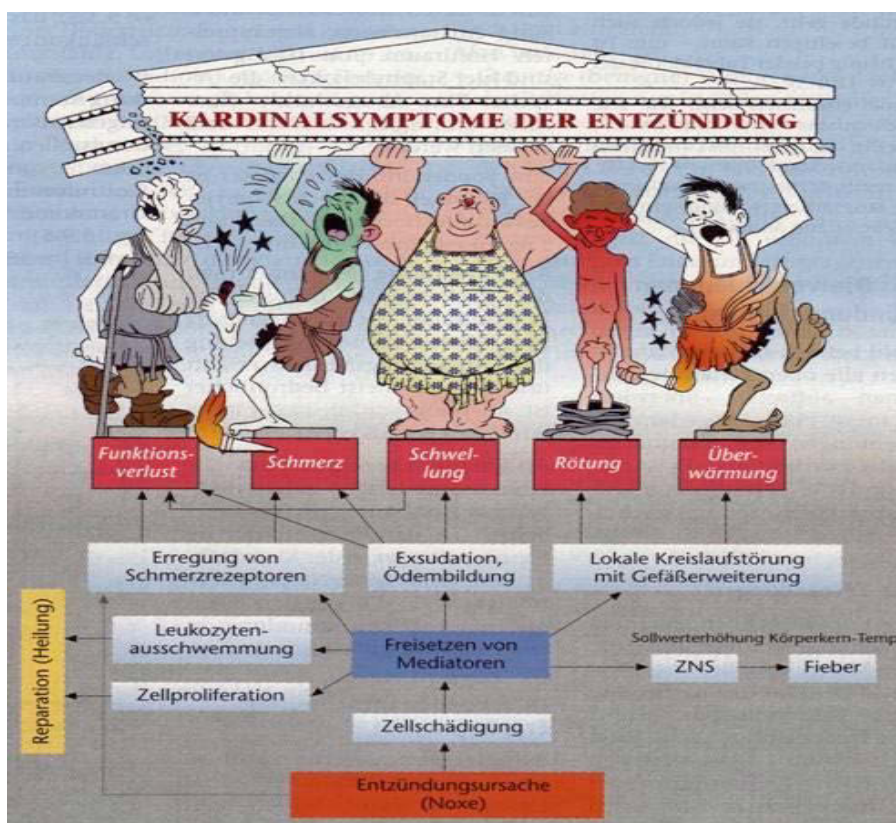 KARDINALSYMPTOME DER ENTZÜNDUNG
Funktions-
verlust
Schmerz
Schwel-
lung
Rötung
Über-
wärmung
Erregung von
Schmerzrezeptoren
Exsudation,
Ödembildung
Lokale Kreislaufstörung
mit Gefäßerweiterung
Reparation (Heilung)
Leukozyten-
ausschwemmung
Freisetzen von
Mediatoren
Sollwerterhöhung Körperkern-Temp
ZNS
Fieber
Zellproliferation
Zellschädigung
Entzündungsursache
(Noxe)